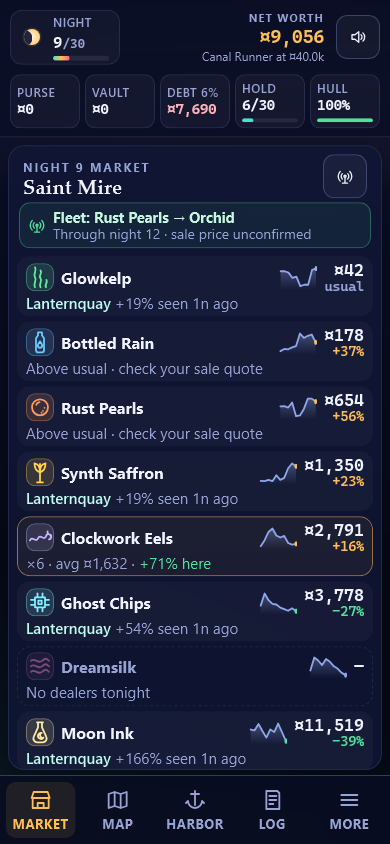 NIGHT
9/30
NET WORTH
¤9,056
Canal Runner at ¤40.0k
PURSE
¤0
VAULT
¤0
DEBT 6%
¤7,690
HOLD
6/30
HULL
100%
NIGHT 9 MARKET
Saint Mire
Fleet: Rust Pearls → Orchid
Through night 12 · sale price unconfirmed
Glowkelp
¤42
usual
Lanternquay +19% seen 1n ago
Bottled Rain
¤178
+37%
Above usual · check your sale quote
Rust Pearls
¤654
+56%
Above usual · check your sale quote
Synth Saffron
¤1,350
+23%
Lanternquay +19% seen 1n ago
Clockwork Eels
¤2,791
+16%
×6 · avg ¤1,632 · +71% here
Ghost Chips
¤3,778
−27%
Lanternquay +54% seen 1n ago
Dreamsilk
—
No dealers tonight
Moon Ink
¤11,519
−39%
Lanternquay +166% seen 1n ago
MARKET
MAP
HARBOR
LOG
MORE